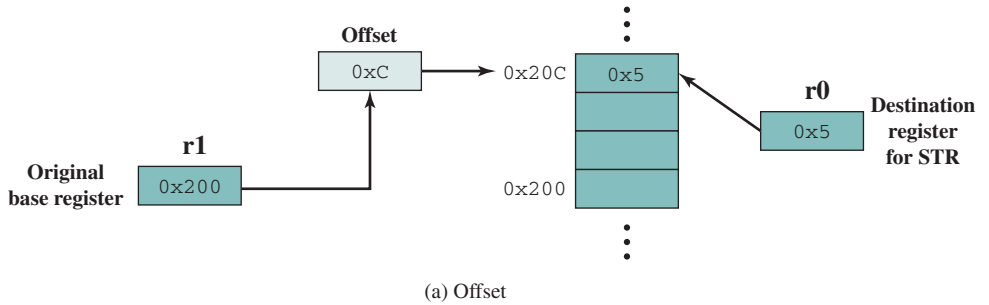 Offset
0xC
0x20C
0x5
r0
Destination
register
for STR
0x5
r1
Original
base register
0x200
0x200
(a) Offset